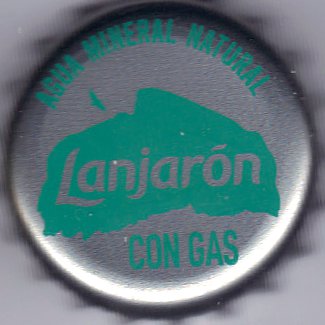 AGUA MINERAL NATURAL
Lanjarón
CON GAS